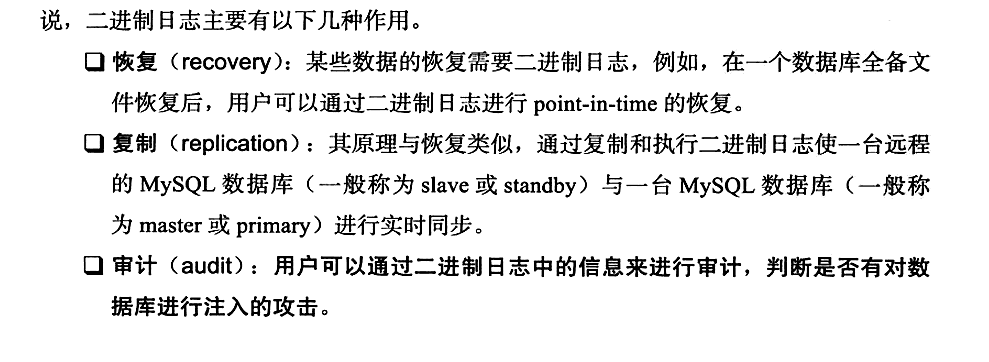 说，二进制日志主要有以下几种作用。
❑ 恢复（recovery）：某些数据的恢复需要二进制日志，例如，在一个数据库全备文
件恢复后，用户可以通过二进制日志进行 point-in-time 的恢复。
❑ 复制（replication）：其原理与恢复类似，通过复制和执行二进制日志使一台远程
的 MySQL 数据库（一般称为 slave 或 standby）与一台 MySQL 数据库（一般称
为 master 或 primary）进行实时同步。
❑ 审计（audit）：用户可以通过二进制日志中的信息来进行审计，判断是否有对数
据库进行注入的攻击。